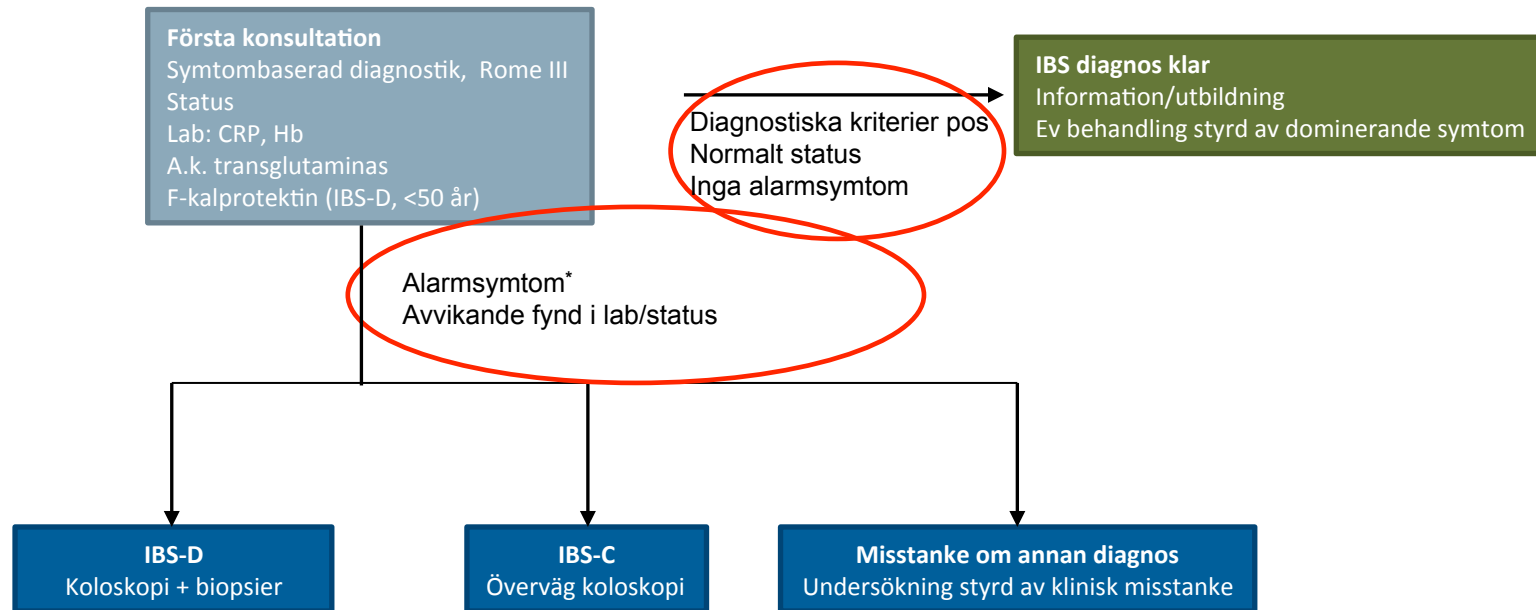 Första konsultation
Symtombaserad diagnostik, Rome III
Status
Lab: CRP, Hb
A.k. transglutaminas
F-kalprotektin (IBS-D, <50 år)
Diagnostiska kriterier pos
Normalt status
Inga alarmsymtom
IBS diagnos klar
Information/utbildning
Ev behandling styrd av dominerande symtom
Alarmsymtom*
Avvikande fynd i lab/status
IBS-D
Koloskopi + biopsier
IBS-C
Överväg koloskopi
Misstanke om annan diagnos
Undersökning styrd av klinisk misstanke